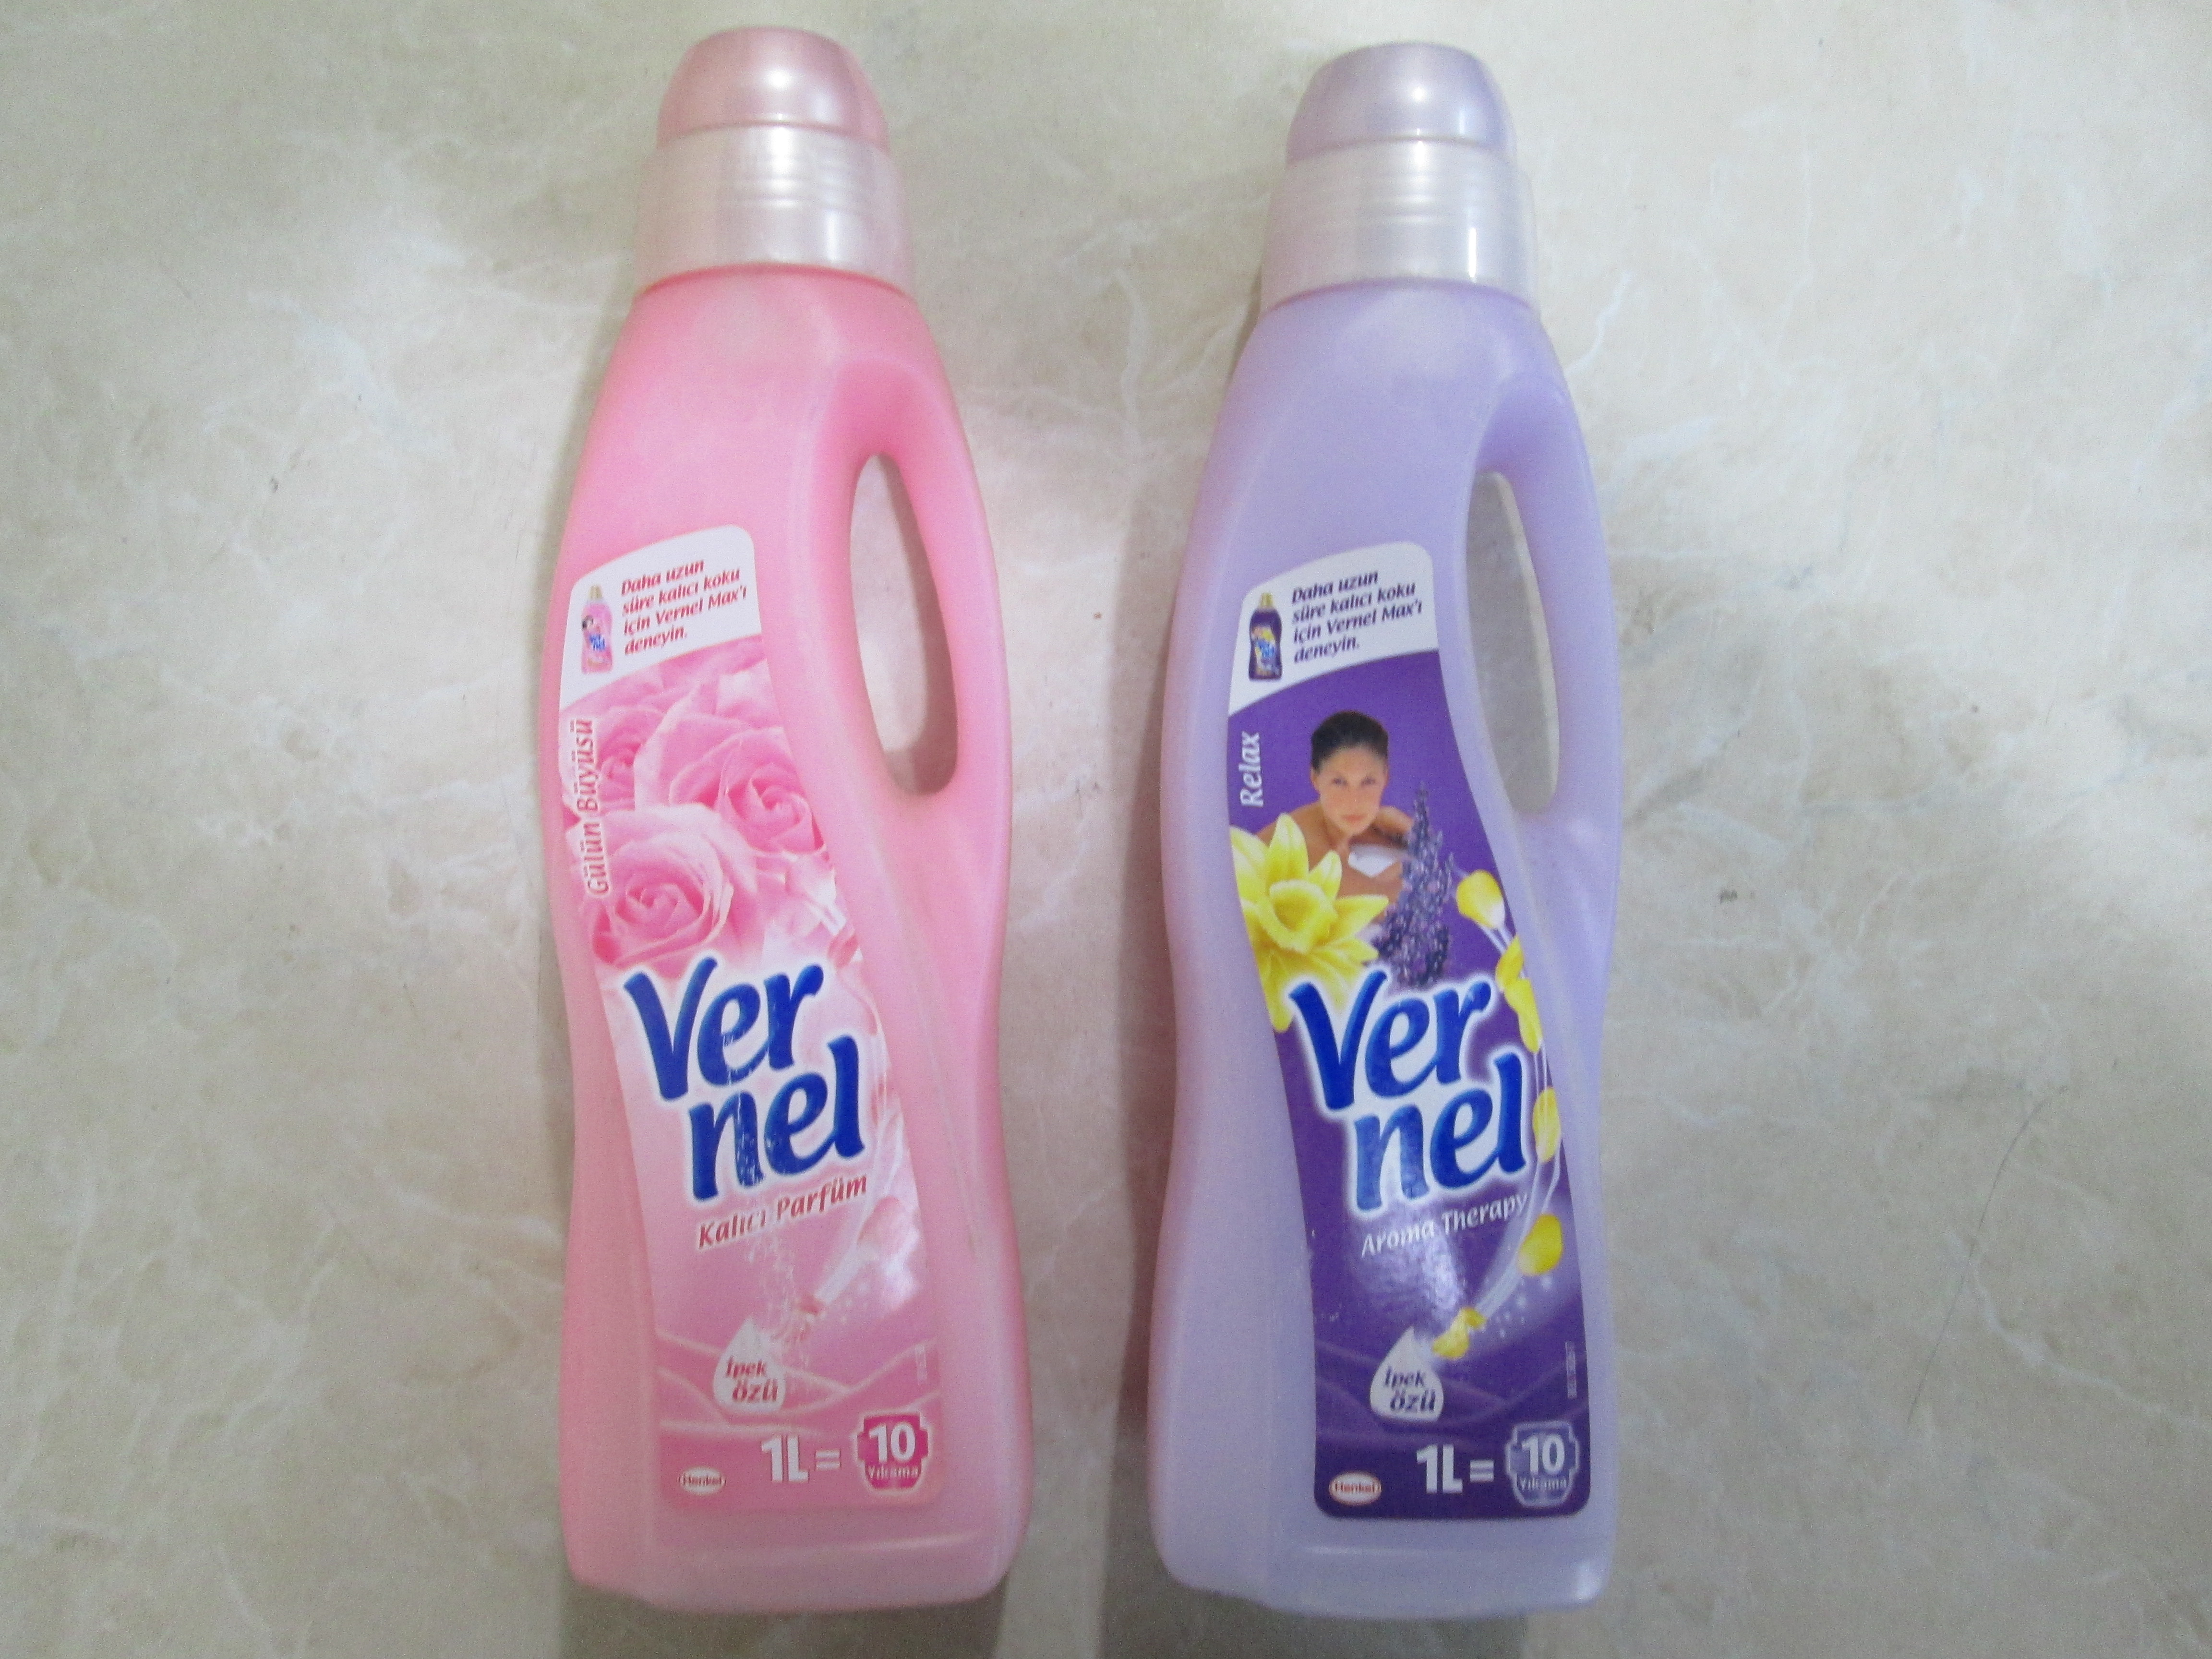 Daha uzun
süre kalıcı koku
için Vernel Max'ı
deneyin.
Gülün Büyüsü
Ver
nel
Kalıcı Parfüm
İpek
özü
Henkel
1L = 10
Yıkama
Daha uzun
süre kalıcı koku
için Vernel Max'ı
deneyin.
Relax
Ver
nel
Aroma Therapy
İpek
özü
Henkel
1L = 10
Yıkama